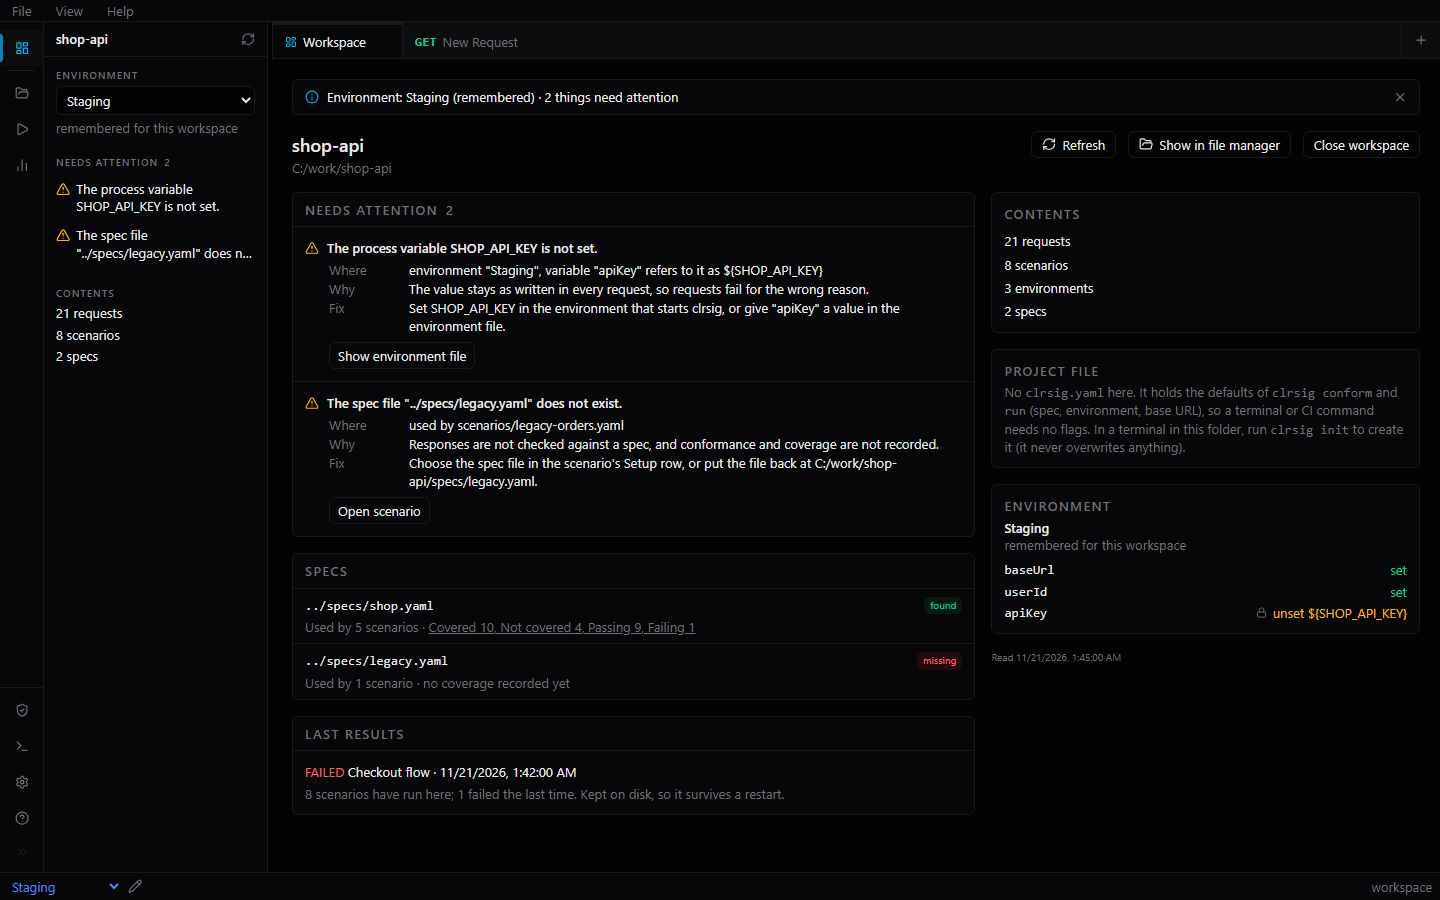 File View Help
shop-api
ENVIRONMENT
Staging
remembered for this workspace
NEEDS ATTENTION 2
The process variable
SHOP_API_KEY is not set.
The spec file
"../specs/legacy.yaml" does n...
CONTENTS
21 requests
8 scenarios
2 specs
Workspace
GET New Request
Environment: Staging (remembered) · 2 things need attention
shop-api
C:/work/shop-api
Refresh
Show in file manager
Close workspace
NEEDS ATTENTION 2
The process variable SHOP_API_KEY is not set.
Where environment "Staging", variable "apiKey" refers to it as ${SHOP_API_KEY}
Why The value stays as written in every request, so requests fail for the wrong reason.
Fix Set SHOP_API_KEY in the environment that starts clrsig, or give "apiKey" a value in the
environment file.
Show environment file
The spec file "../specs/legacy.yaml" does not exist.
Where used by scenarios/legacy-orders.yaml
Why Responses are not checked against a spec, and conformance and coverage are not recorded.
Fix Choose the spec file in the scenario's Setup row, or put the file back at C:/work/shop-
api/specs/legacy.yaml.
Open scenario
SPECS
../specs/shop.yaml found
Used by 5 scenarios · Covered 10, Not covered 4, Passing 9, Failing 1
../specs/legacy.yaml missing
Used by 1 scenario · no coverage recorded yet
LAST RESULTS
FAILED Checkout flow · 11/21/2026, 1:42:00 AM
8 scenarios have run here; 1 failed the last time. Kept on disk, so it survives a restart.
CONTENTS
21 requests
8 scenarios
3 environments
2 specs
PROJECT FILE
No clrsig.yaml here. It holds the defaults of clrsig conform and
run (spec, environment, base URL), so a terminal or CI command
needs no flags. In a terminal in this folder, run clrsig init to create
it (it never overwrites anything).
ENVIRONMENT
Staging
remembered for this workspace
baseUrl set
userId set
apiKey unset ${SHOP_API_KEY}
Read 11/21/2026, 1:45:00 AM
Staging
workspace